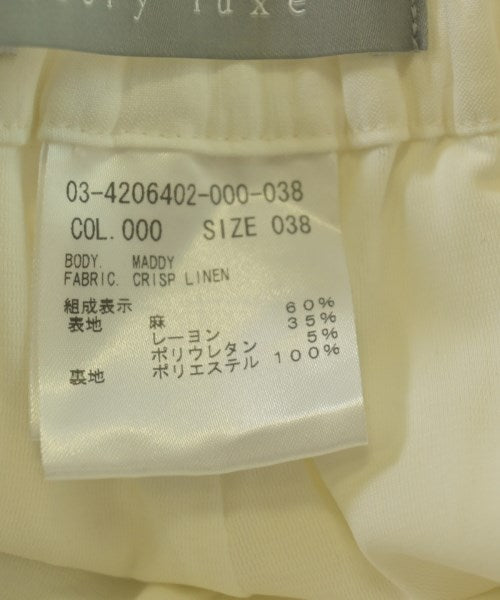 luxe
03-4206402-000-038
COL.000 SIZE 038
BODY. MADDY
FABRIC. CRISP LINEN
組成表示
表地 麻 60%
レーヨン 35%
ポリウレタン 5%
裏地 ポリエステル 100%